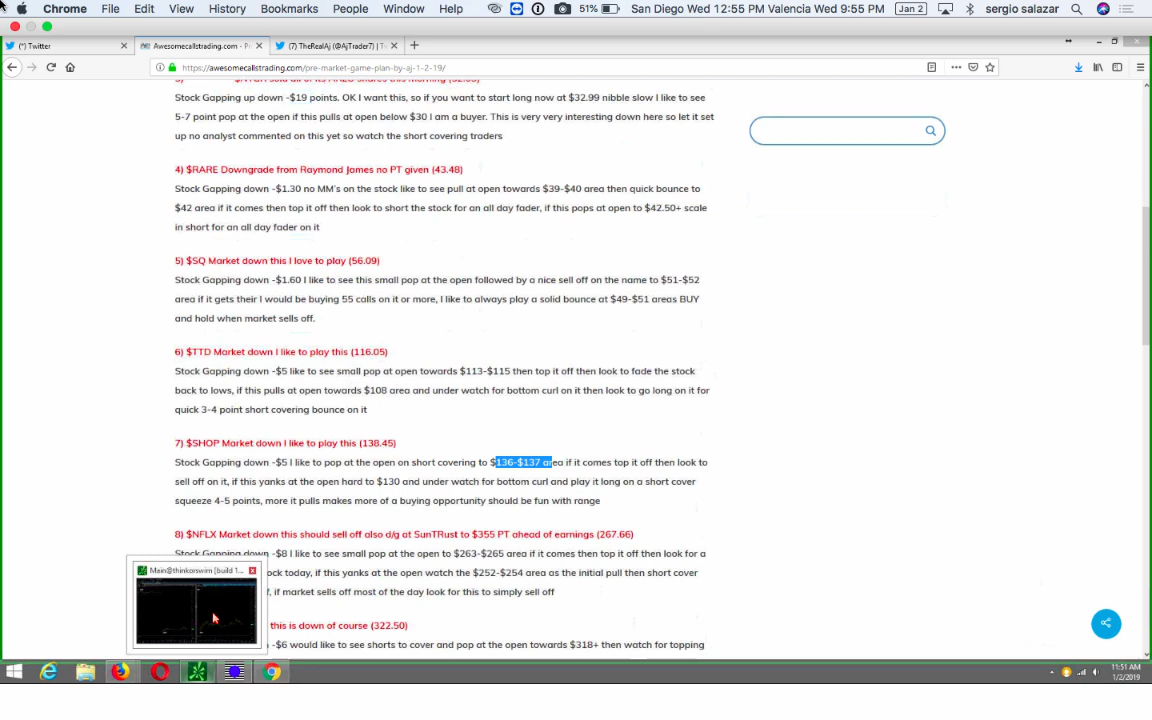 Chrome File Edit View History Bookmarks People Window Help 51% San Diego Wed 12:55 PM Valencia Wed 9:55 PM Jan 2 sergio salazar
(*) Twitter Awesomecallstrading.com - P (7) TheRealAj (@AjTrader7) | T
https://awesomecallstrading.com/pre-market-game-plan-by-aj-1-2-19/
Stock Gapping up down -$19 points. OK I want this, so if you want to start long now at $32.99 nibble slow I like to see
5-7 point pop at the open if this pulls at open below $30 I am a buyer. This is very very interesting down here so let it set
up no analyst commented on this yet so watch the short covering traders
4) $RARE Downgrade from Raymond James no PT given (43.48)
Stock Gapping down -$1.30 no MM's on the stock like to see pull at open towards $39-$40 area then quick bounce to
$42 area if it comes then top it off then look to short the stock for an all day fader, if this pops at open to $42.50+ scale
in short for an all day fader on it
5) $SQ Market down this I love to play (56.09)
Stock Gapping down -$1.60 I like to see this small pop at the open followed by a nice sell off on the name to $51-$52
area if it gets their I would be buying 55 calls on it or more, I like to always play a solid bounce at $49-$51 areas BUY
and hold when market sells off.
6) $TTD Market down I like to play this (116.05)
Stock Gapping down -$5 like to see small pop at open towards $113-$115 then top it off then look to fade the stock
back to lows, if this pulls at open towards $108 area and under watch for bottom curl on it then look to go long on it for
quick 3-4 point short covering bounce on it
7) $SHOP Market down I like to play this (138.45)
Stock Gapping down -$5 I like to pop at the open on short covering to $136-$137 area if it comes top it off then look to
sell off on it, if this yanks at the open hard to $130 and under watch for bottom curl and play it long on a short cover
squeeze 4-5 points, more it pulls makes more of a buying opportunity should be fun with range
8) $NFLX Market down this should sell off also d/g at SunTRust to $355 PT ahead of earnings (267.66)
Stock Gapping down -$8 I like to see small pop at the open to $263-$265 area if it comes then top it off then look for a
ock today, if this yanks at the open watch the $252-$254 area as the initial pull then short cover
f, if market sells off most of the day look for this to simply sell off
this is down of course (322.50)
-$6 would like to see shorts to cover and pop at the open towards $318+ then watch for topping
Main@thinkorswim [build 1...
11:51 AM
1/2/2019